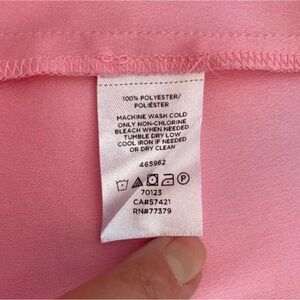 100% POLYESTER/
POLIÉSTER
MACHINE WASH COLD
ONLY NON-CHLORINE
BLEACH WHEN NEEDED
TUMBLE DRY LOW
COOL IRON IF NEEDED
OR DRY CLEAN
465962
P
70123
CA#57421
RN#77379